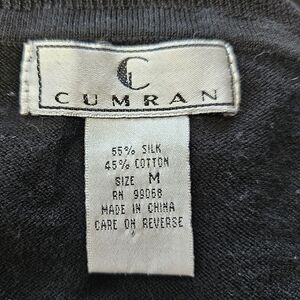 C
CUMRAN
55% SILK
45% COTTON
SIZE M
RN 99068
MADE IN CHINA
CARE ON REVERSE